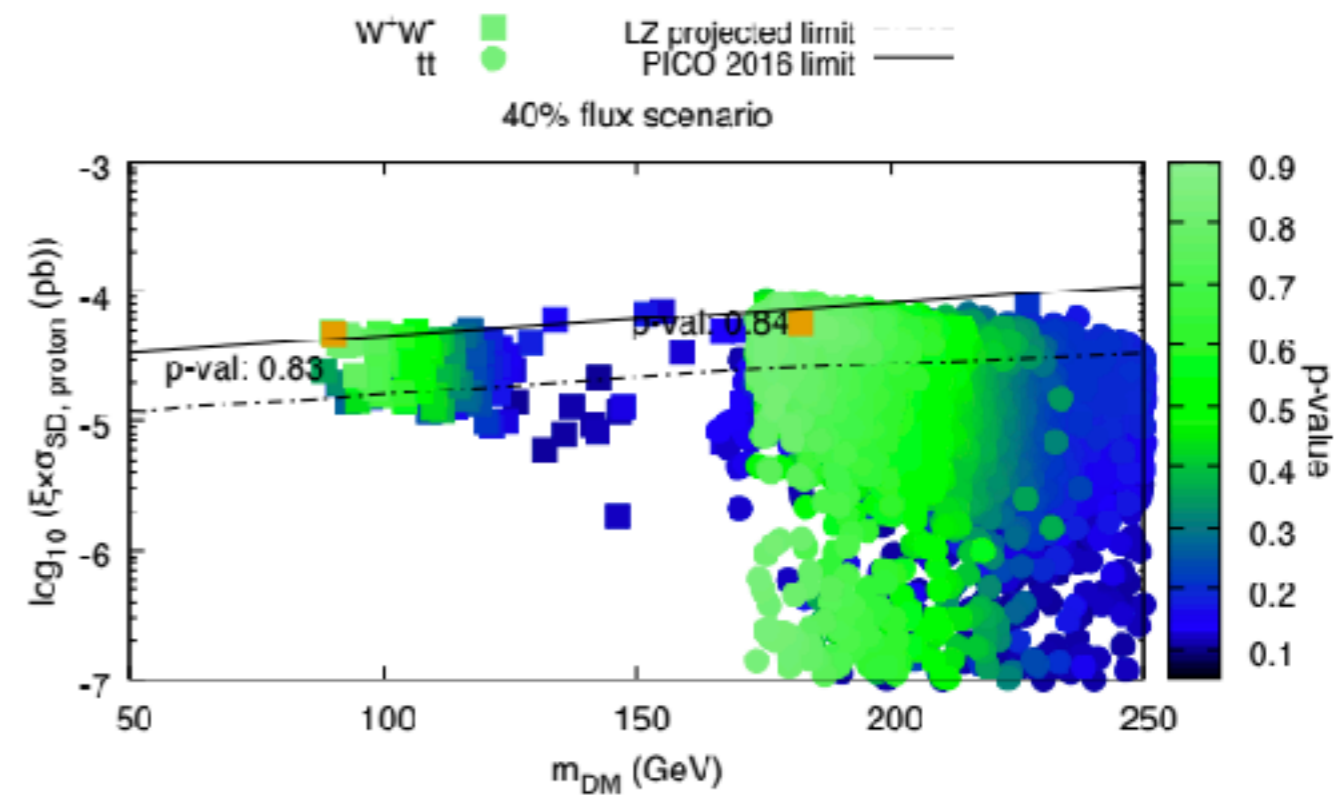 W⁺W⁻
tt
LZ projected limit
PICO 2016 limit
40% flux scenario
-3
-4
-5
-6
-7
log₁₀ (ξ×σ_SD, proton (pb))
p-val: 0.83
p-val: 0.84
50
100
150
200
250
m_DM (GeV)
0.9
0.8
0.7
0.6
0.5
0.4
0.3
0.2
0.1
p-value